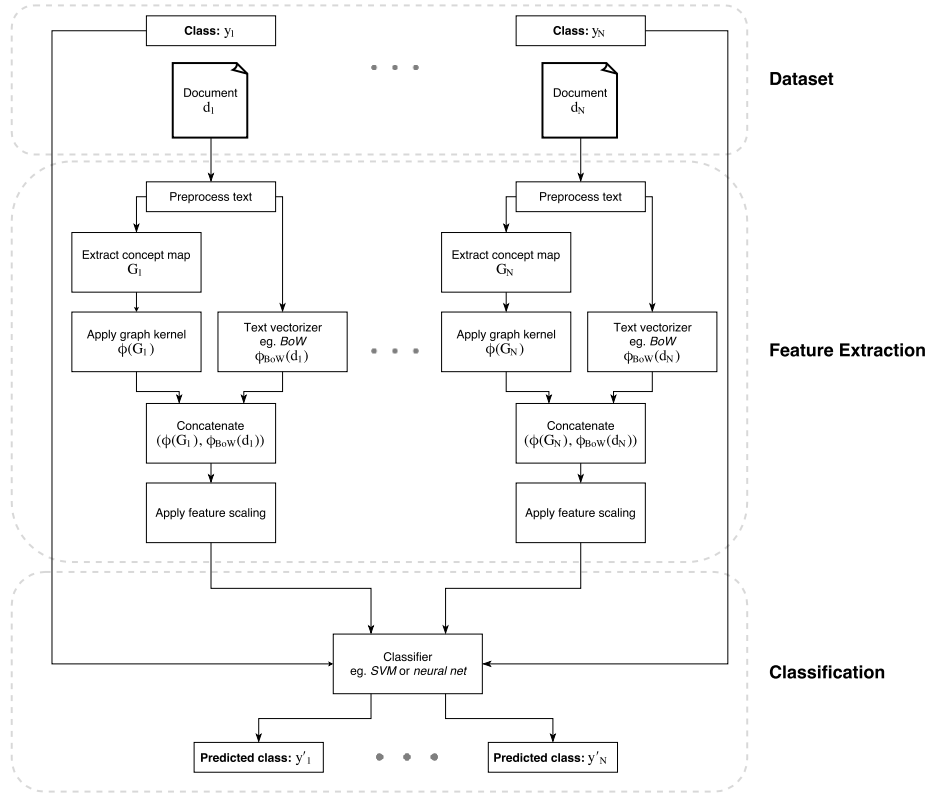 Class: y1
Class: yN
Dataset
Document
d1
Document
dN
Preprocess text
Preprocess text
Extract concept map
G1
Extract concept map
GN
Apply graph kernel
ϕ(G1)
Text vectorizer
eg. BoW
ϕBoW(d1)
Apply graph kernel
ϕ(GN)
Text vectorizer
eg. BoW
ϕBoW(dN)
Feature Extraction
Concatenate
(ϕ(G1), ϕBoW(d1))
Concatenate
(ϕ(GN), ϕBoW(dN))
Apply feature scaling
Apply feature scaling
Classifier
eg. SVM or neural net
Classification
Predicted class: y′1
Predicted class: y′N